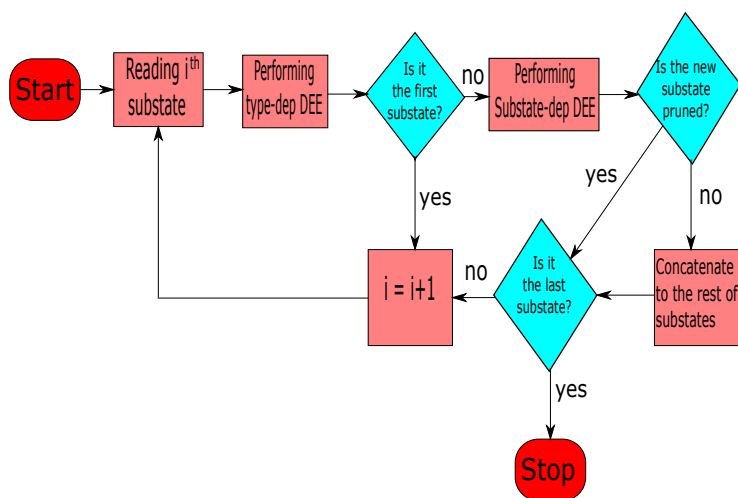 Start
Reading i^th
substate
Performing
type-dep DEE
Is it
the first
substate?
no
Performing
Substate-dep DEE
Is the new
substate
pruned?
yes
yes
no
i = i+1
no
Is it
the last
substate?
Concatenate
to the rest of
substates
yes
Stop